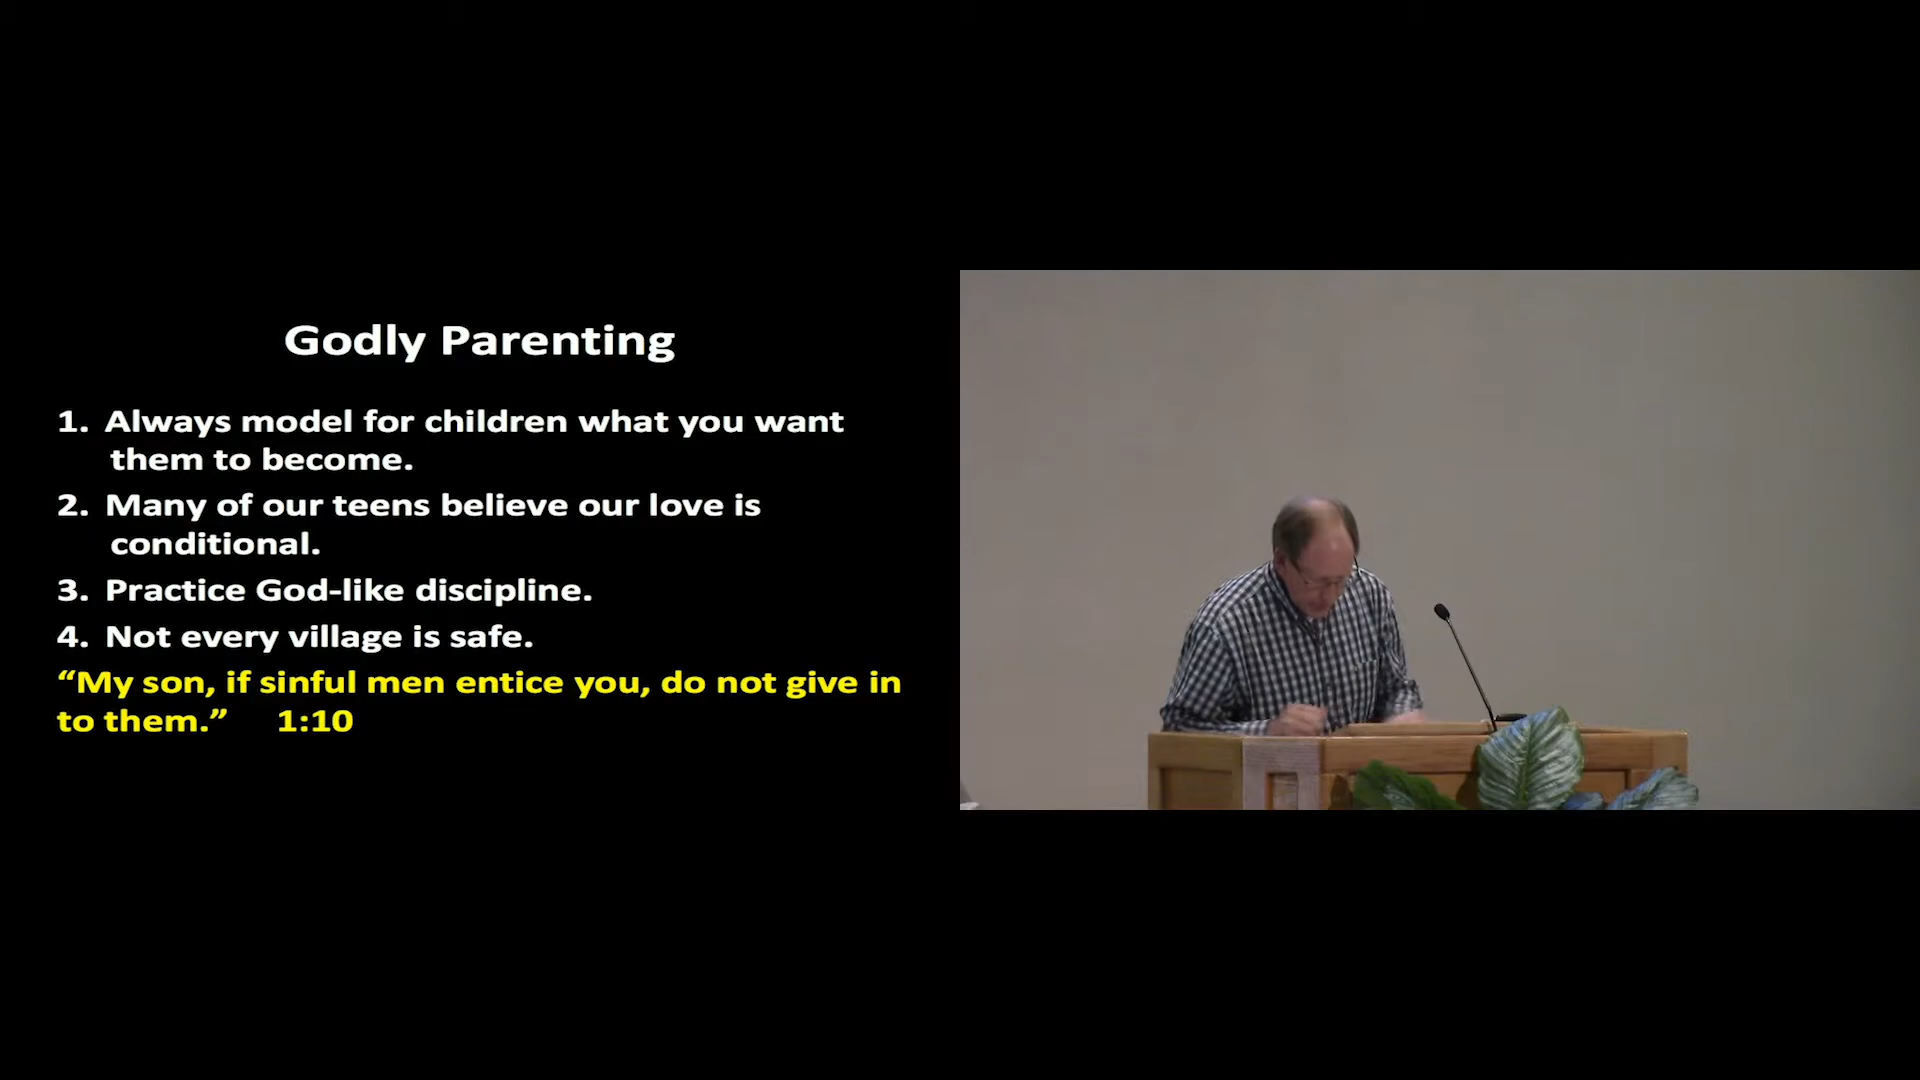 Godly Parenting
1. Always model for children what you want
them to become.
2. Many of our teens believe our love is
conditional.
3. Practice God-like discipline.
4. Not every village is safe.
“My son, if sinful men entice you, do not give in
to them.” 1:10